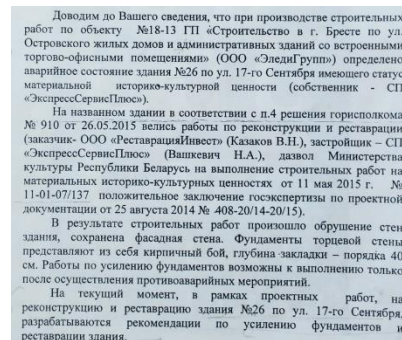 Доводим до Вашего сведения, что при производстве строительных
работ по объекту №18-13 ГП «Строительство в г. Бресте по ул.
Островского жилых домов и административных зданий со встроенными
торгово-офисными помещениями» (ООО «ЭледиГрупп») определено
аварийное состояние здания №26 по ул. 17-го Сентября имеющего статус
материальной историко-культурной ценности (собственник - СП
«ЭкспрессСервисПлюс»).
На названном здании в соответствии с п.4 решения горисполкома
№ 910 от 26.05.2015 велись работы по реконструкции и реставрации
(заказчик- ООО «РеставрацияИнвест» (Казаков В.Н.), застройщик – СП
«ЭкспрессСервисПлюс» (Вашкевич Н.А.), дазвол Министерства
культуры Республики Беларусь на выполнение строительных работ на
материальных историко-культурных ценностях от 11 мая 2015 г. №
11-01-07/137 положительное заключение госэкспертизы по проектной
документации от 25 августа 2014 № 408-20/14-20/15).
В результате строительных работ произошло обрушение стен
здания, сохранена фасадная стена. Фундаменты торцевой стены
представляют из себя кирпичный бой, глубина закладки – порядка 40
см. Работы по усилению фундаментов возможны к выполнению только
после осуществления противоаварийных мероприятий.
На текущий момент, в рамках проектных работ, на
реконструкцию и реставрацию здания №26 по ул. 17-го Сентября,
разрабатываются рекомендации по усилению фундаментов и
реставрации здания.